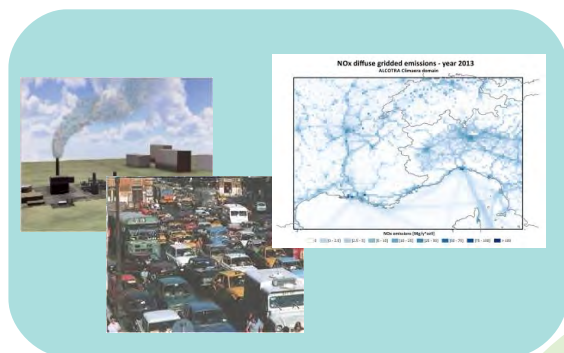 NOx diffuse gridded emissions - year 2013
ALCOTRA Climaera domain
NOx emissions [Mg/y*cell]